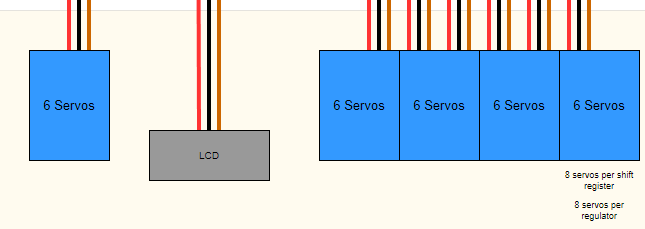 6 Servos
LCD
6 Servos
6 Servos
6 Servos
6 Servos
8 servos per shift
register
8 servos per
regulator